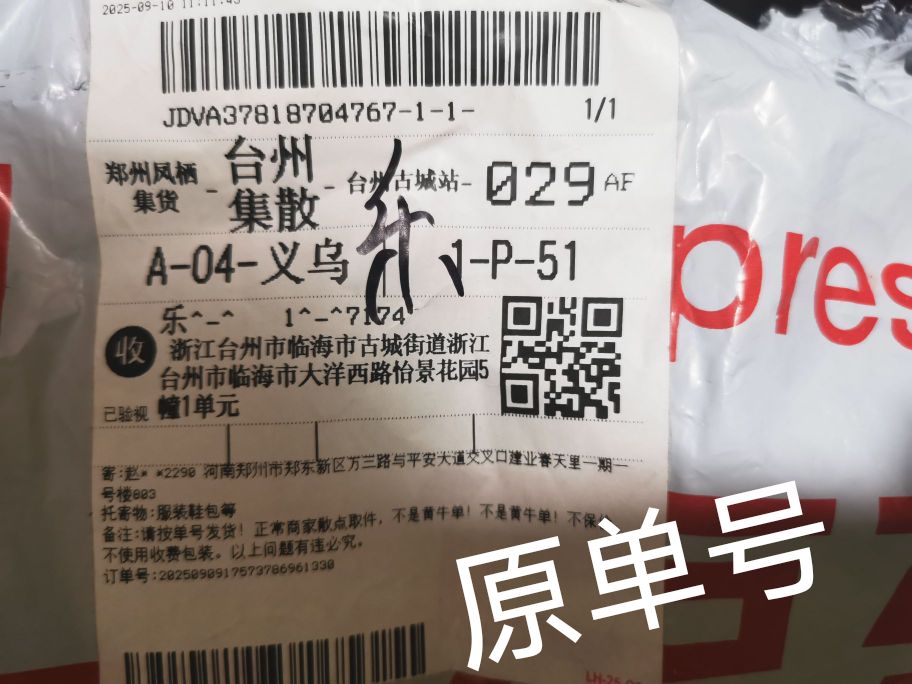 2025-09-10 11:11:43
JDVA37818704767-1-1- 1/1
郑州凤栖集货 - 台州集散 - 台州古城站- 029 AF
A-04-义乌 1-P-51
乐^_^ 1^_^7174
收 浙江台州市临海市古城街道浙江
台州市临海市大洋西路怡景花园5
幢1单元
已验视
寄:赵* *2290 河南郑州市郑东新区万三路与平安大道交叉口建业春天里一期一
号楼803
托寄物:服装鞋包等
备注:请按单号发货! 正常商家散点取件, 不是黄牛单! 不是黄牛单! 不保价
不使用收费包装。以上问题有违必究。
订单号:20250909175737869​61330
原单号
pres